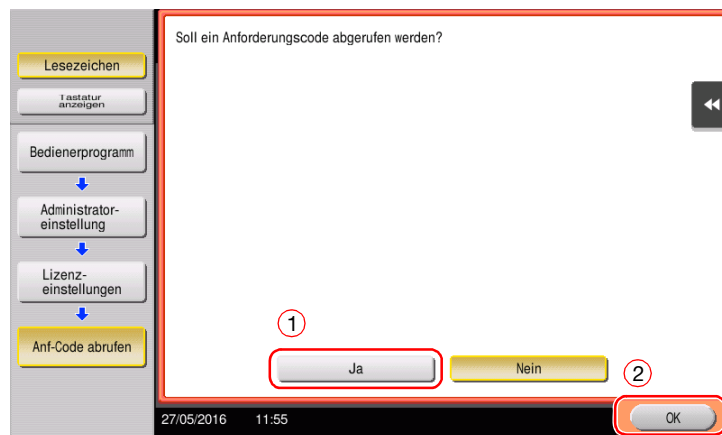 Soll ein Anforderungscode abgerufen werden?
Lesezeichen
Tastatur
anzeigen
Bedienerprogramm
Administrator-
einstellung
Lizenz-
einstellungen
Anf-Code abrufen
1
Ja
Nein
2
27/05/2016 11:55
OK